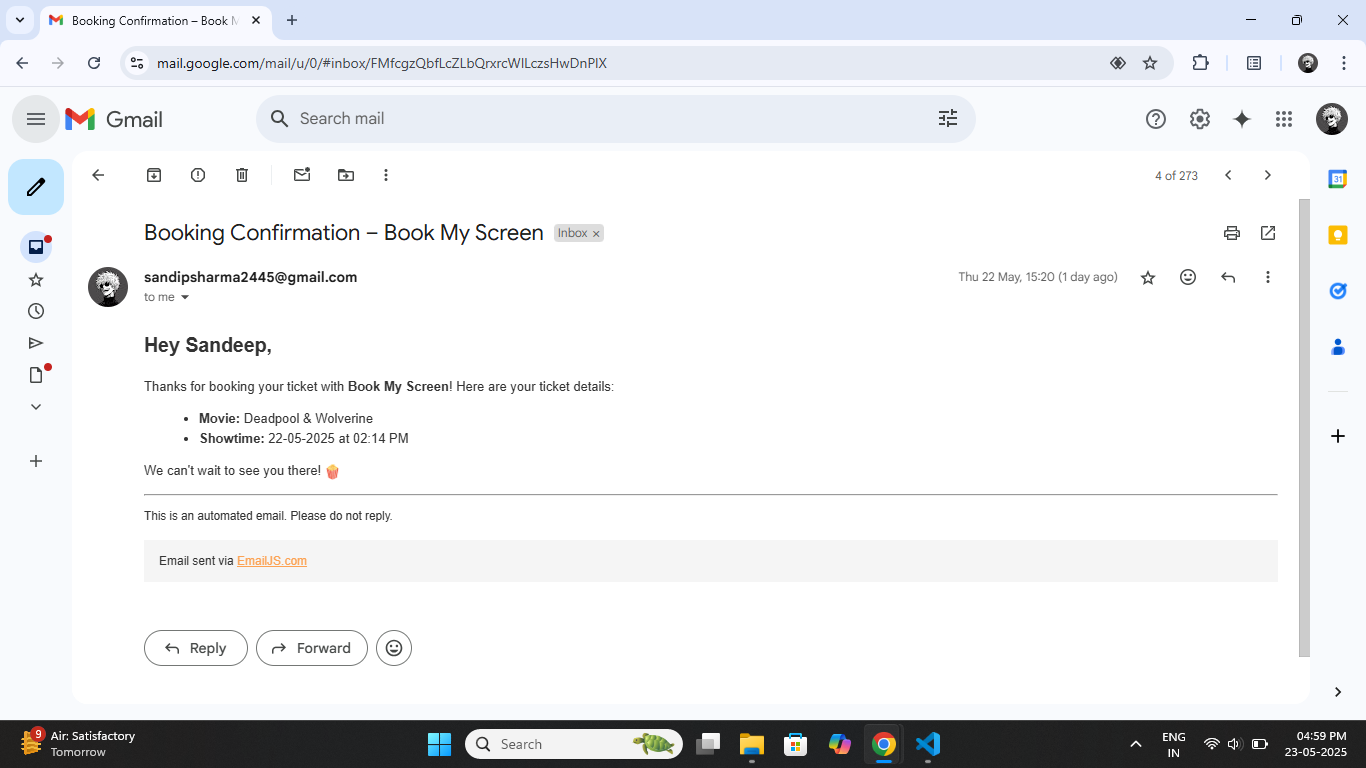 Booking Confirmation – Book M
mail.google.com/mail/u/0/#inbox/FMfcgzQbfLcZLbQrxrcWlLczsHwDnPlX
Gmail
Search mail
4 of 273
Booking Confirmation – Book My Screen Inbox ×
sandipsharma2445@gmail.com
Thu 22 May, 15:20 (1 day ago)
to me
Hey Sandeep,
Thanks for booking your ticket with Book My Screen! Here are your ticket details:
• Movie: Deadpool & Wolverine
• Showtime: 22-05-2025 at 02:14 PM
We can't wait to see you there! 🍿
This is an automated email. Please do not reply.
Email sent via EmailJS.com
Reply
Forward
31
9
Air: Satisfactory
Tomorrow
Search
ENG
IN
04:59 PM
23-05-2025